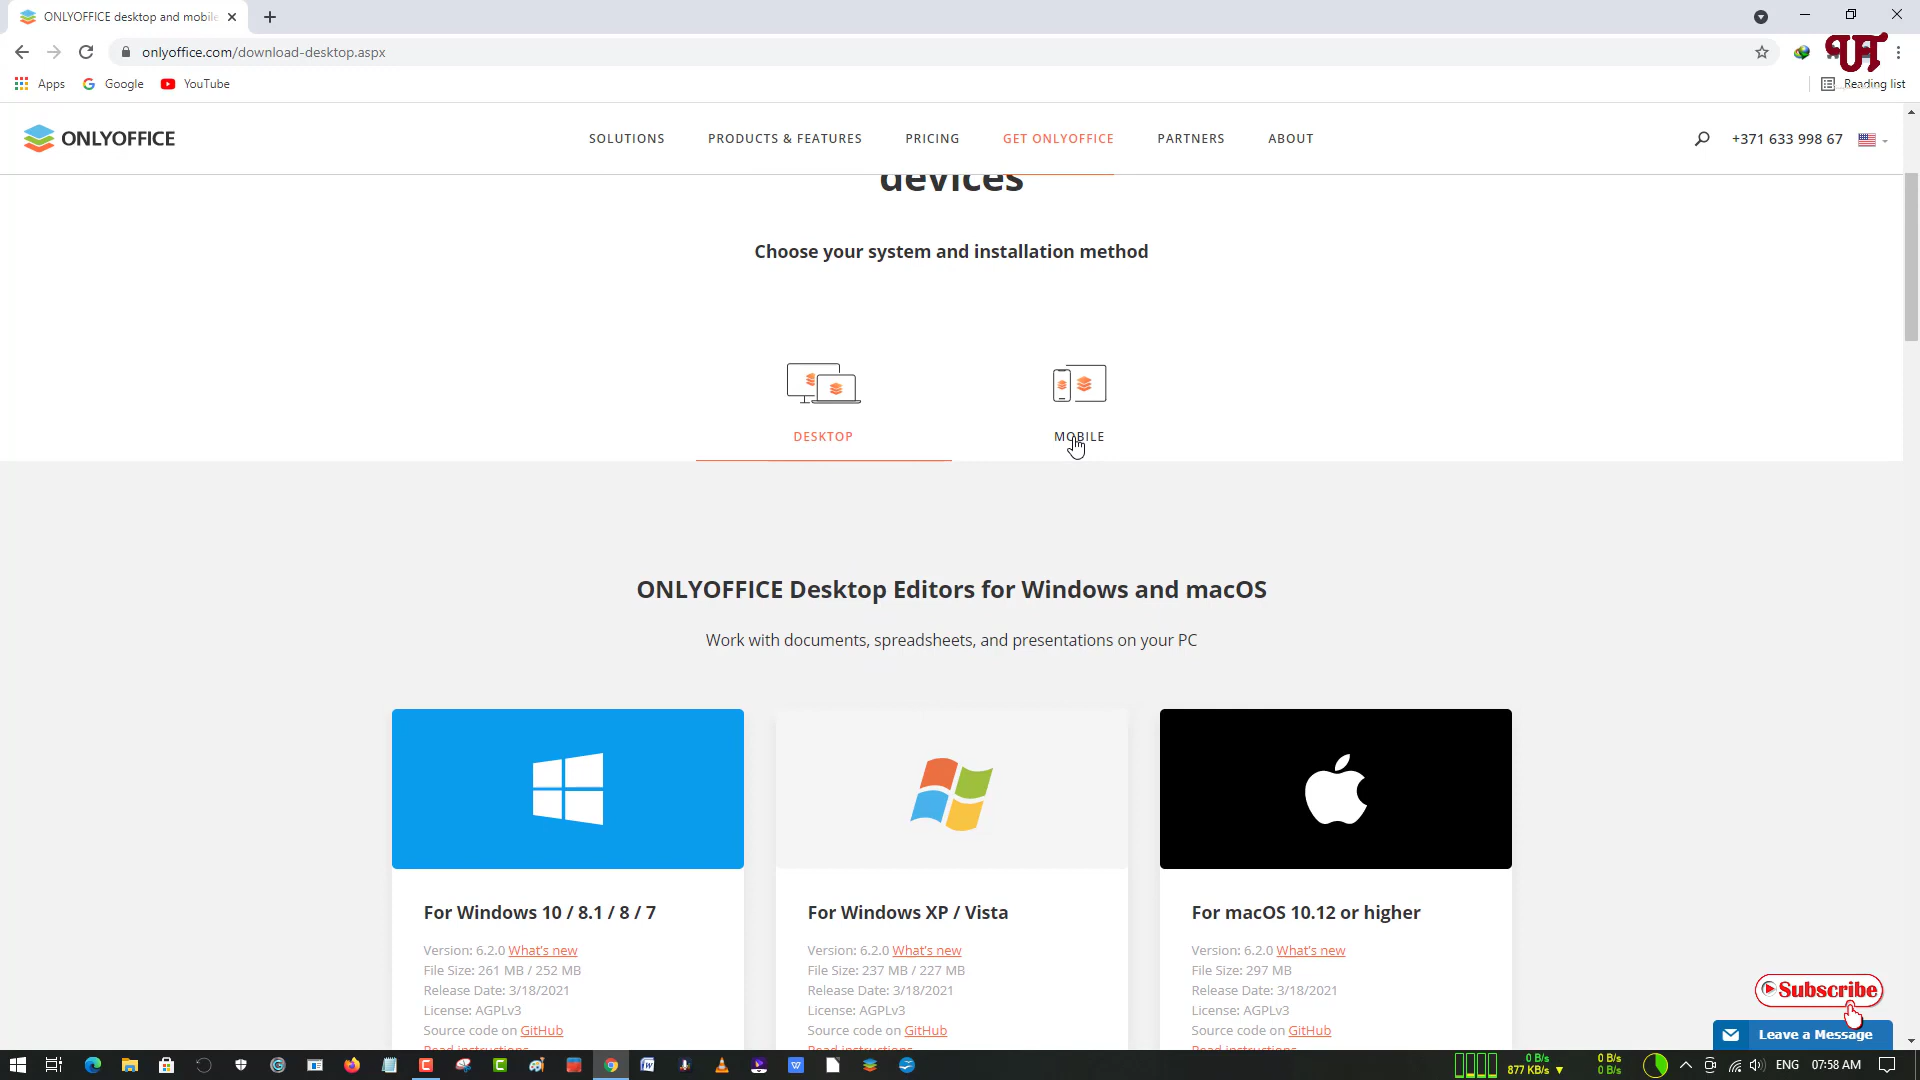 ONLYOFFICE desktop and mobile
onlyoffice.com/download-desktop.aspx
UT
Apps Google YouTube Reading list
ONLYOFFICE SOLUTIONS PRODUCTS & FEATURES PRICING GET ONLYOFFICE PARTNERS ABOUT +371 633 998 67
devices
Choose your system and installation method
DESKTOP MOBILE
ONLYOFFICE Desktop Editors for Windows and macOS
Work with documents, spreadsheets, and presentations on your PC
For Windows 10 / 8.1 / 8 / 7
Version: 6.2.0 What's new
File Size: 261 MB / 252 MB
Release Date: 3/18/2021
License: AGPLv3
Source code on GitHub
Read instructions
For Windows XP / Vista
Version: 6.2.0 What's new
File Size: 237 MB / 227 MB
Release Date: 3/18/2021
License: AGPLv3
Source code on GitHub
Read instructions
For macOS 10.12 or higher
Version: 6.2.0 What's new
File Size: 297 MB
Release Date: 3/18/2021
License: AGPLv3
Source code on GitHub
Read instructions
Subscribe
Leave a Message
0 B/s 0 B/s
877 KB/s 0 B/s
ENG 07:58 AM